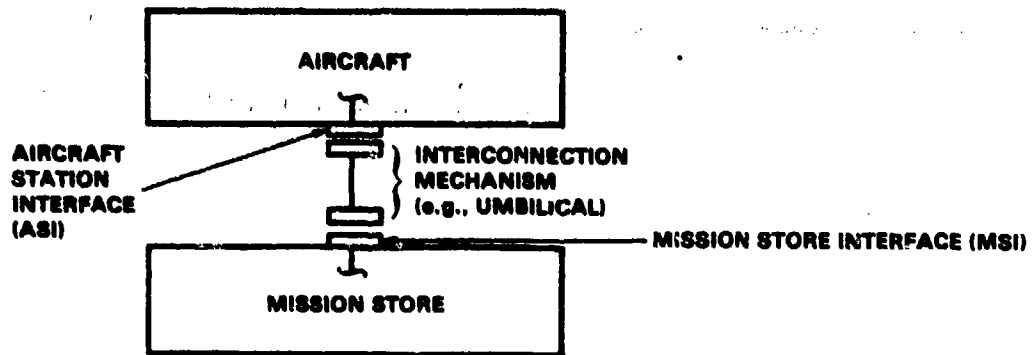 AIRCRAFT
AIRCRAFT
STATION
INTERFACE
(ASI)
INTERCONNECTION
MECHANISM
(e.g., UMBILICAL)
MISSION STORE INTERFACE (MSI)
MISSION STORE